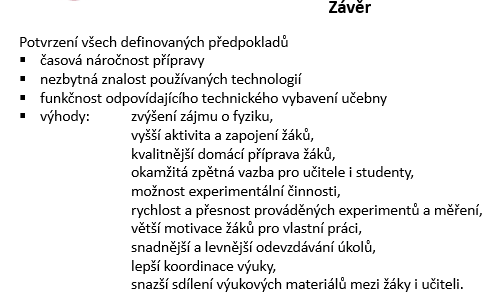 Závěr
Potvrzení všech definovaných předpokladů
▪ časová náročnost přípravy
▪ nezbytná znalost používaných technologií
▪ funkčnost odpovídajícího technického vybavení učebny
▪ výhody: zvýšení zájmu o fyziku,
vyšší aktivita a zapojení žáků,
kvalitnější domácí příprava žáků,
okamžitá zpětná vazba pro učitele i studenty,
možnost experimentální činnosti,
rychlost a přesnost prováděných experimentů a měření,
větší motivace žáků pro vlastní práci,
snadnější a levnější odevzdávání úkolů,
lepší koordinace výuky,
snazší sdílení výukových materiálů mezi žáky i učiteli.